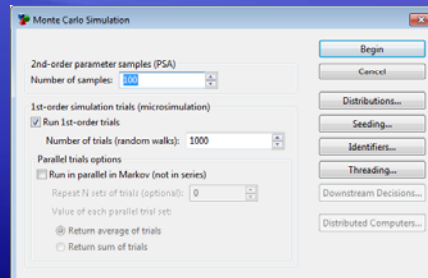 Monte Carlo Simulation
2nd-order parameter samples (PSA)
Number of samples: 100
1st-order simulation trials (microsimulation)
Run 1st-order trials
Number of trials (random walks): 1000
Parallel trials options
Run in parallel in Markov (not in series)
Repeat N sets of trials (optional): 0
Value of each parallel trial set:
Return average of trials
Return sum of trials
Begin
Cancel
Distributions...
Seeding...
Identifiers...
Threading...
Downstream Decisions...
Distributed Computers...